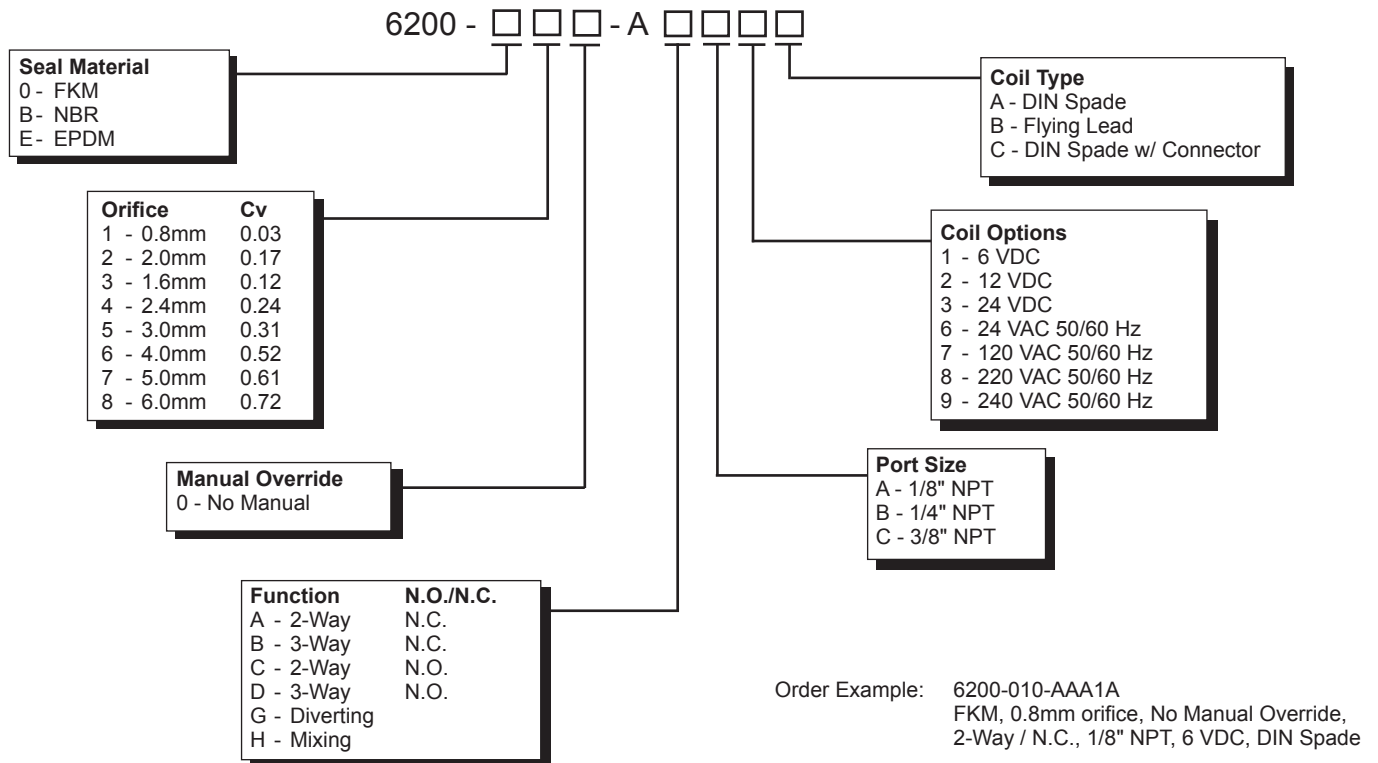 6200 - □ □ □ - A □ □ □ □
Seal Material
0 - FKM
B - NBR
E - EPDM
Coil Type
A - DIN Spade
B - Flying Lead
C - DIN Spade w/ Connector
Orifice Cv
1 - 0.8mm 0.03
2 - 2.0mm 0.17
3 - 1.6mm 0.12
4 - 2.4mm 0.24
5 - 3.0mm 0.31
6 - 4.0mm 0.52
7 - 5.0mm 0.61
8 - 6.0mm 0.72
Coil Options
1 - 6 VDC
2 - 12 VDC
3 - 24 VDC
6 - 24 VAC 50/60 Hz
7 - 120 VAC 50/60 Hz
8 - 220 VAC 50/60 Hz
9 - 240 VAC 50/60 Hz
Manual Override
0 - No Manual
Port Size
A - 1/8" NPT
B - 1/4" NPT
C - 3/8" NPT
Function N.O./N.C.
A - 2-Way N.C.
B - 3-Way N.C.
C - 2-Way N.O.
D - 3-Way N.O.
G - Diverting
H - Mixing
Order Example: 6200-010-AAA1A
FKM, 0.8mm orifice, No Manual Override,
2-Way / N.C., 1/8" NPT, 6 VDC, DIN Spade